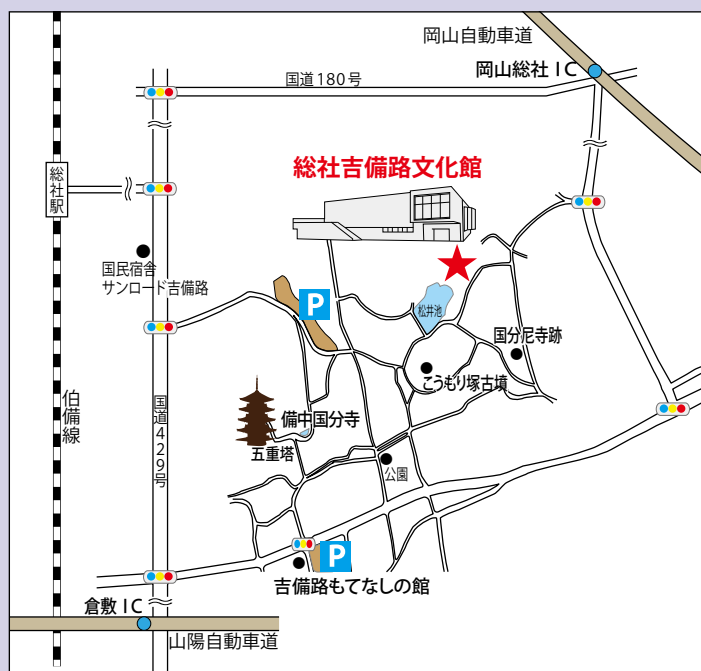 岡山自動車道
岡山総社 IC
国道180号
総社吉備路文化館
総社駅
国民宿舎
サンロード吉備路
P
松井池
国分尼寺跡
こうもり塚古墳
伯備線
国道429号
備中国分寺
五重塔
公園
P
吉備路もてなしの館
倉敷 IC
山陽自動車道